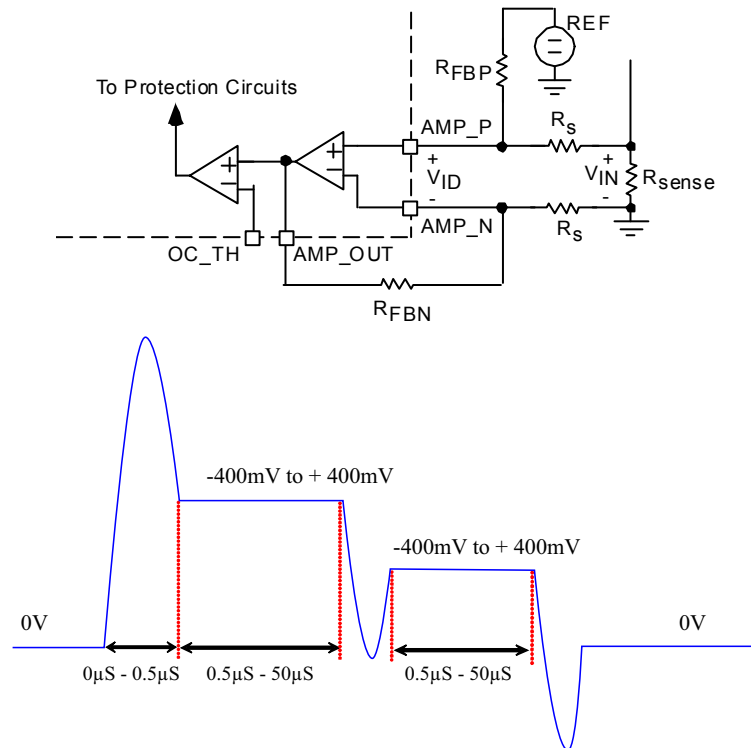 REF
RFBP
To Protection Circuits
AMP_P
Rs
+
VID
-
+
VIN
-
Rsense
+
-
+
-
AMP_N
Rs
OC_TH
AMP_OUT
RFBN
-400mV to + 400mV
-400mV to + 400mV
0V
0V
0µS - 0.5µS
0.5µS - 50µS
0.5µS - 50µS